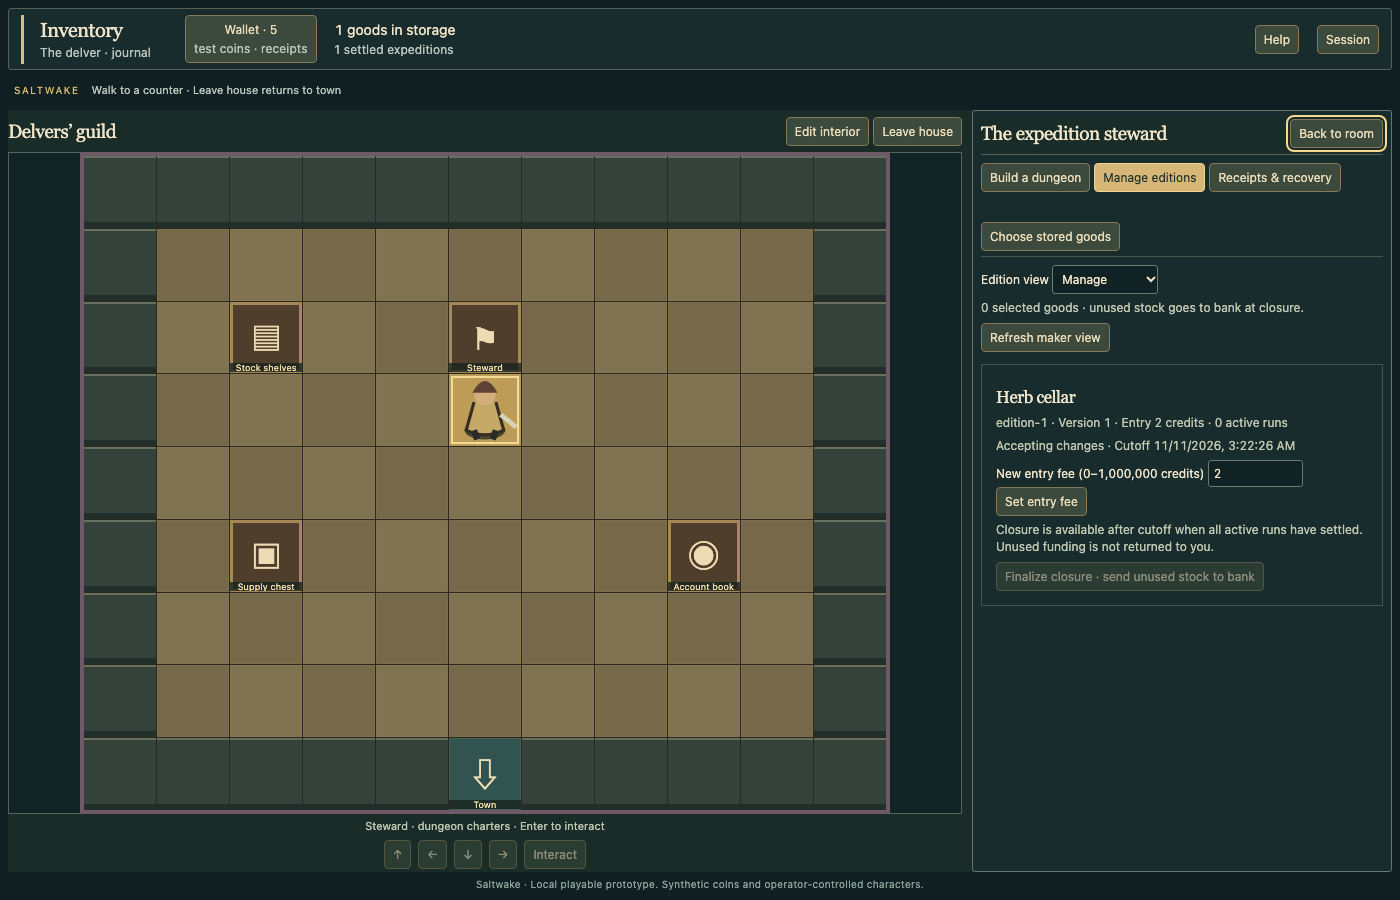 Inventory
The delver · journal
Wallet · 5
test coins · receipts
1 goods in storage
1 settled expeditions
Help
Session
SALTWAKE Walk to a counter · Leave house returns to town
Delvers’ guild
Edit interior
Leave house
Stock shelves
Steward
Supply chest
Account book
Town
Steward · dungeon charters · Enter to interact
Interact
The expedition steward
Back to room
Build a dungeon
Manage editions
Receipts & recovery
Choose stored goods
Edition view Manage
0 selected goods · unused stock goes to bank at closure.
Refresh maker view
Herb cellar
edition-1 · Version 1 · Entry 2 credits · 0 active runs
Accepting changes · Cutoff 11/11/2026, 3:22:26 AM
New entry fee (0–1,000,000 credits) 2
Set entry fee
Closure is available after cutoff when all active runs have settled.
Unused funding is not returned to you.
Finalize closure · send unused stock to bank
Saltwake · Local playable prototype. Synthetic coins and operator-controlled characters.